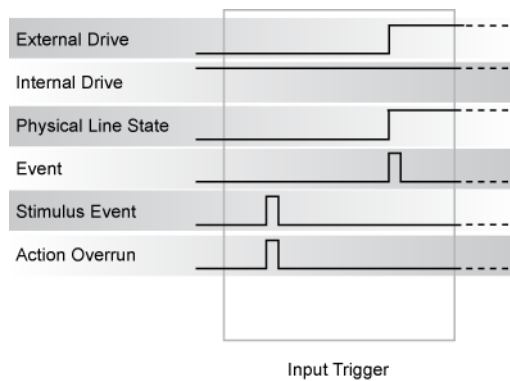 External Drive
Internal Drive
Physical Line State
Event
Stimulus Event
Action Overrun
Input Trigger